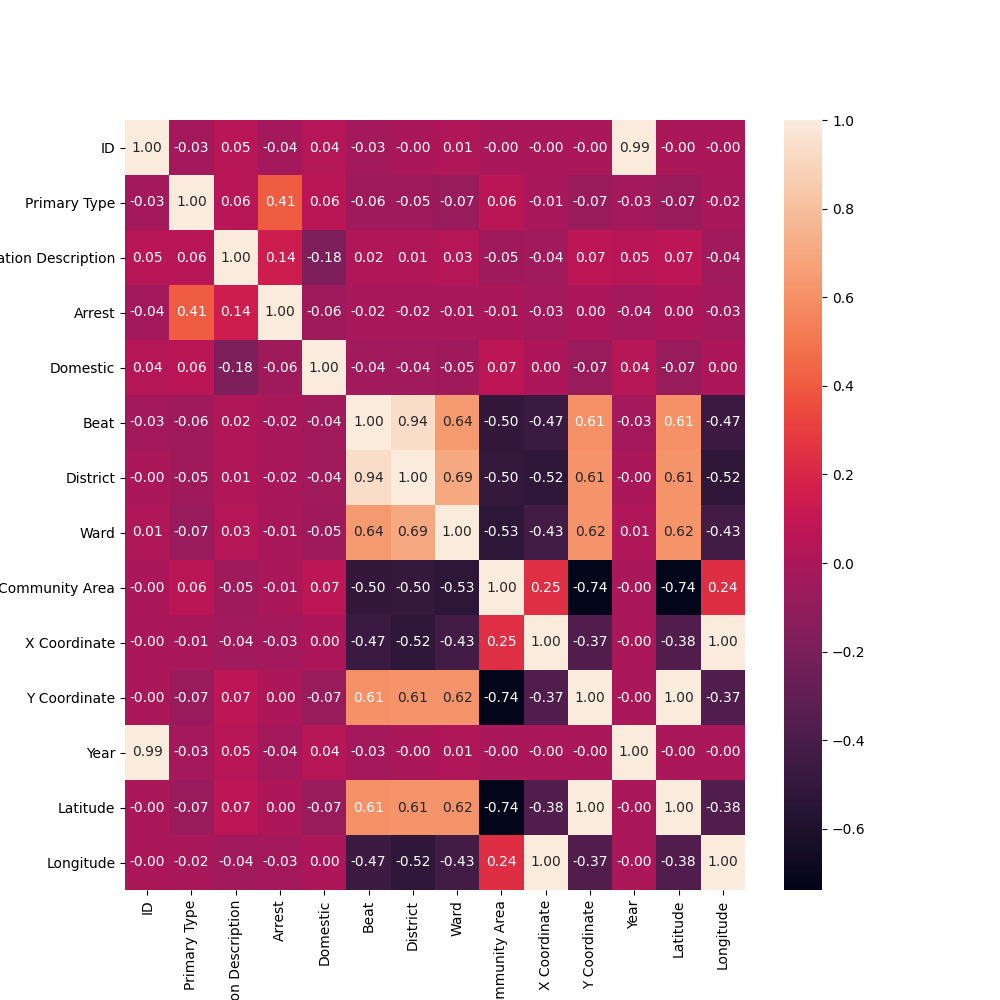 ID 1.00 -0.03 0.05 -0.04 0.04 -0.03 -0.00 0.01 -0.00 -0.00 -0.00 0.99 -0.00 -0.00
Primary Type -0.03 1.00 0.06 0.41 0.06 -0.06 -0.05 -0.07 0.06 -0.01 -0.07 -0.03 -0.07 -0.02
ation Description 0.05 0.06 1.00 0.14 -0.18 0.02 0.01 0.03 -0.05 -0.04 0.07 0.05 0.07 -0.04
Arrest -0.04 0.41 0.14 1.00 -0.06 -0.02 -0.02 -0.01 -0.01 -0.03 0.00 -0.04 0.00 -0.03
Domestic 0.04 0.06 -0.18 -0.06 1.00 -0.04 -0.04 -0.05 0.07 0.00 -0.07 0.04 -0.07 0.00
Beat -0.03 -0.06 0.02 -0.02 -0.04 1.00 0.94 0.64 -0.50 -0.47 0.61 -0.03 0.61 -0.47
District -0.00 -0.05 0.01 -0.02 -0.04 0.94 1.00 0.69 -0.50 -0.52 0.61 -0.00 0.61 -0.52
Ward 0.01 -0.07 0.03 -0.01 -0.05 0.64 0.69 1.00 -0.53 -0.43 0.62 0.01 0.62 -0.43
Community Area -0.00 0.06 -0.05 -0.01 0.07 -0.50 -0.50 -0.53 1.00 0.25 -0.74 -0.00 -0.74 0.24
X Coordinate -0.00 -0.01 -0.04 -0.03 0.00 -0.47 -0.52 -0.43 0.25 1.00 -0.37 -0.00 -0.38 1.00
Y Coordinate -0.00 -0.07 0.07 0.00 -0.07 0.61 0.61 0.62 -0.74 -0.37 1.00 -0.00 1.00 -0.37
Year 0.99 -0.03 0.05 -0.04 0.04 -0.03 -0.00 0.01 -0.00 -0.00 -0.00 1.00 -0.00 -0.00
Latitude -0.00 -0.07 0.07 0.00 -0.07 0.61 0.61 0.62 -0.74 -0.38 1.00 -0.00 1.00 -0.38
Longitude -0.00 -0.02 -0.04 -0.03 0.00 -0.47 -0.52 -0.43 0.24 1.00 -0.37 -0.00 -0.38 1.00
ID
Primary Type
on Description
Arrest
Domestic
Beat
District
Ward
mmunity Area
X Coordinate
Y Coordinate
Year
Latitude
Longitude
1.0
0.8
0.6
0.4
0.2
0.0
−0.2
−0.4
−0.6